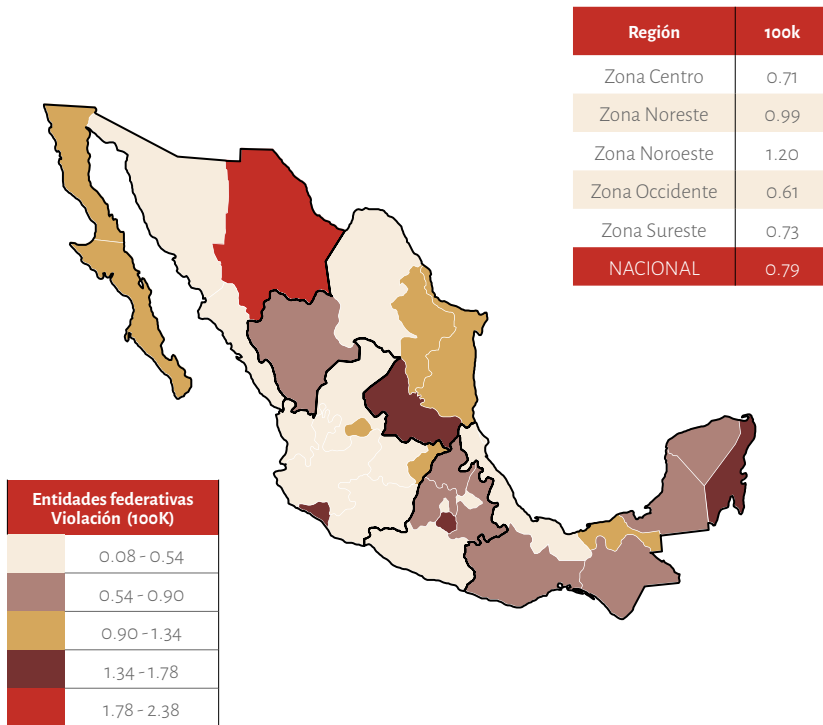 Región 100k
Zona Centro 0.71
Zona Noreste 0.99
Zona Noroeste 1.20
Zona Occidente 0.61
Zona Sureste 0.73
NACIONAL 0.79
Entidades federativas
Violación (100K)
0.08 - 0.54
0.54 - 0.90
0.90 - 1.34
1.34 - 1.78
1.78 - 2.38